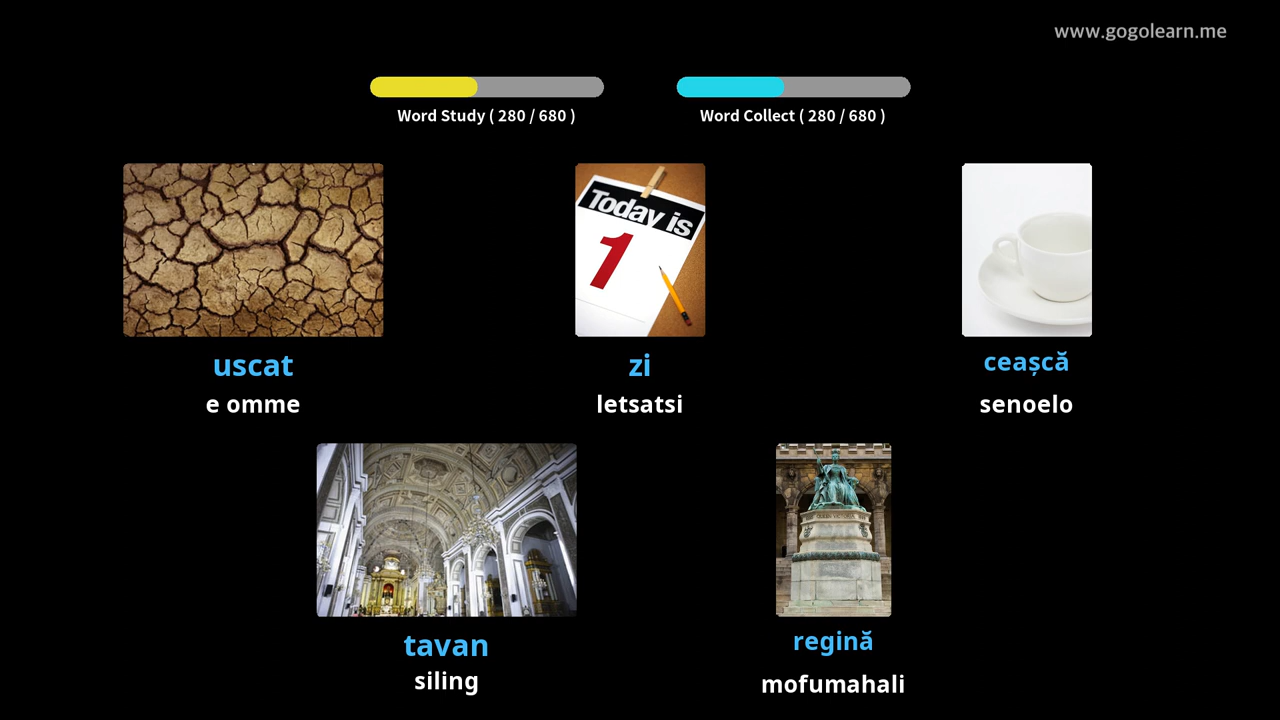 www.gogolearn.me
Word Study ( 280 / 680 )
Word Collect ( 280 / 680 )
Today is
1
uscat
e omme
zi
letsatsi
ceașcă
senoelo
tavan
siling
regină
mofumahali